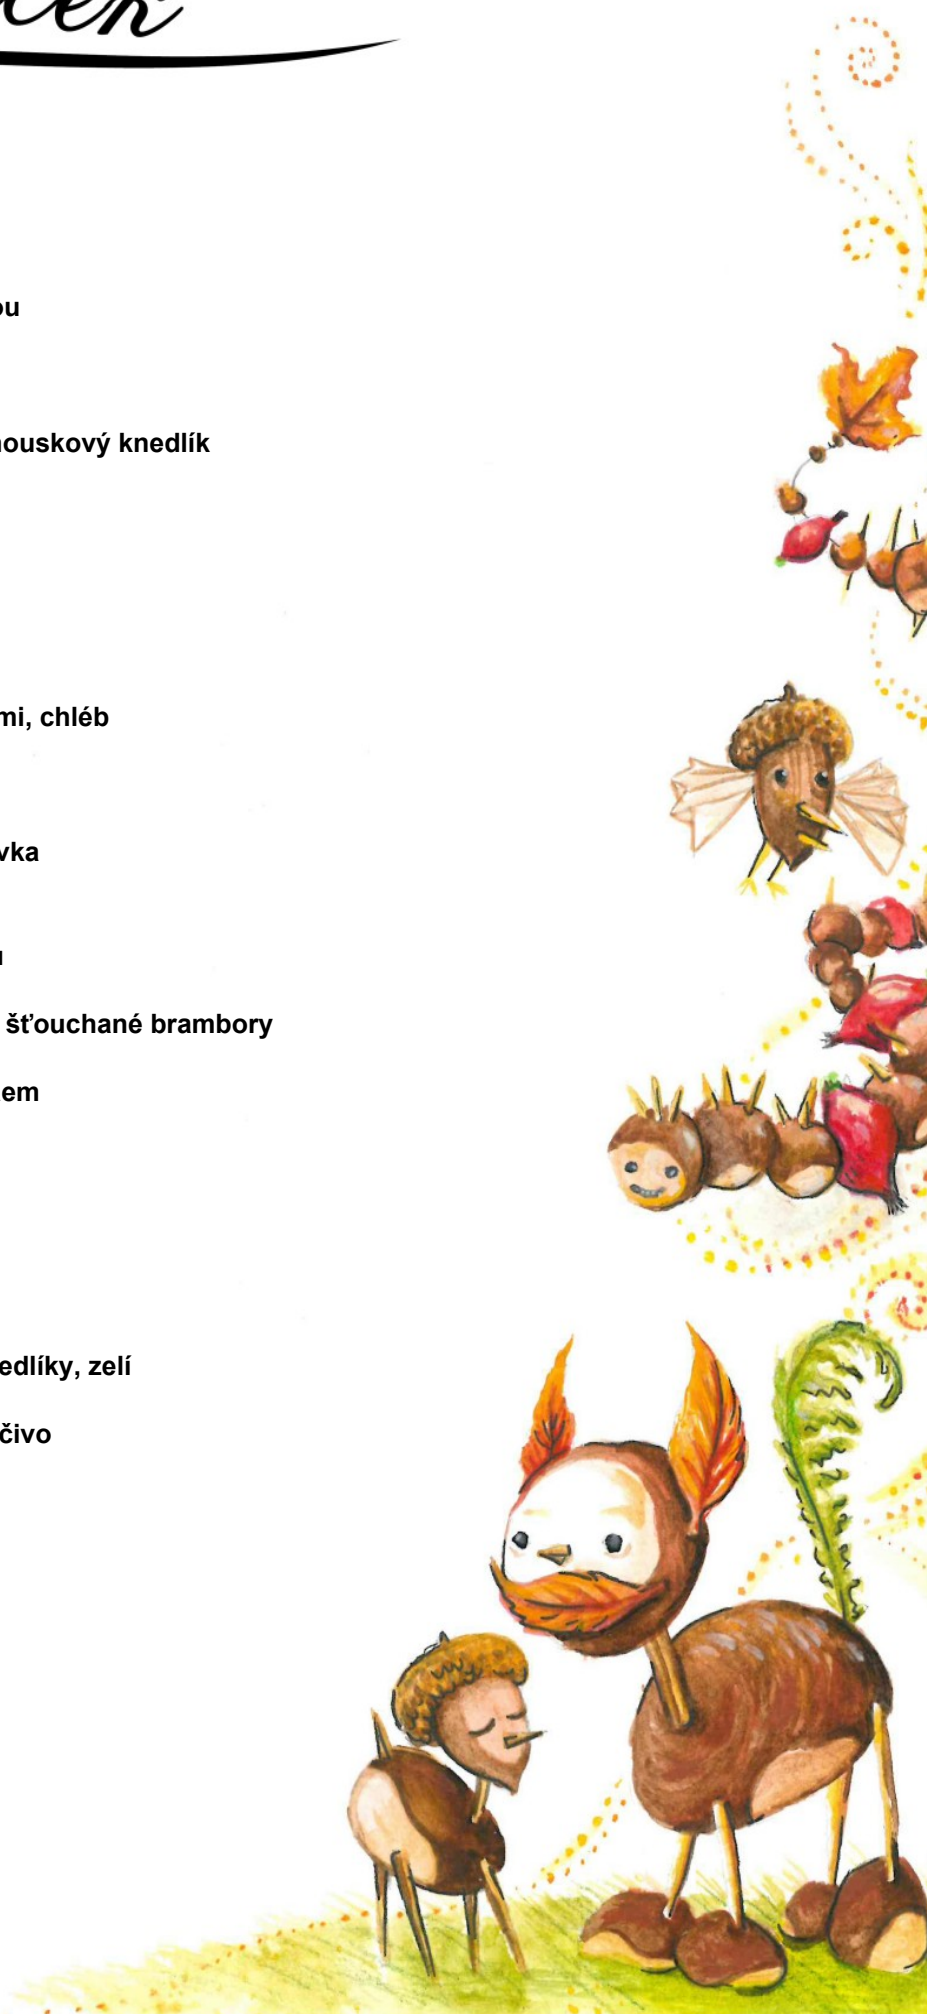 ou
houskový knedlík
mi, chléb
vka
šťouchané brambory
em
edlíky, zelí
čivo